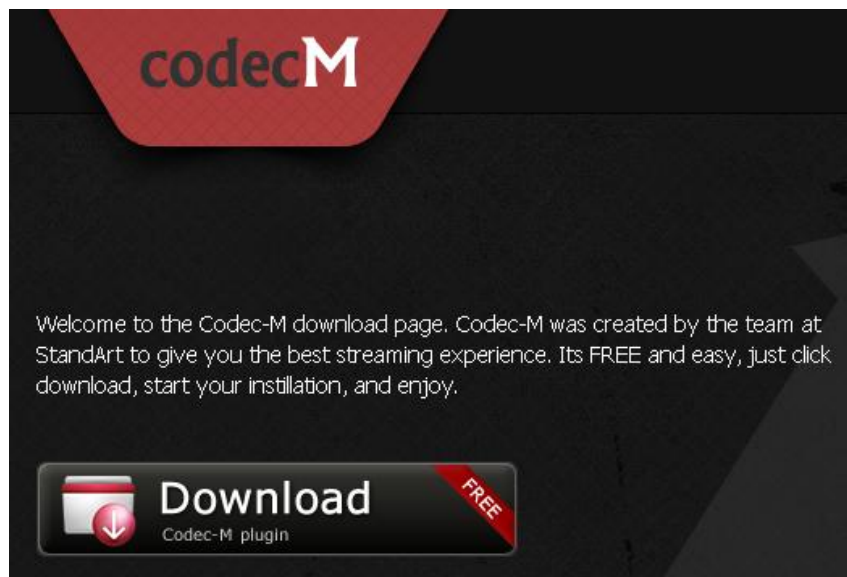 codecM
Welcome to the Codec-M download page. Codec-M was created by the team at
StandArt to give you the best streaming experience. Its FREE and easy, just click
download, start your instillation, and enjoy.
Download
FREE
Codec-M plugin